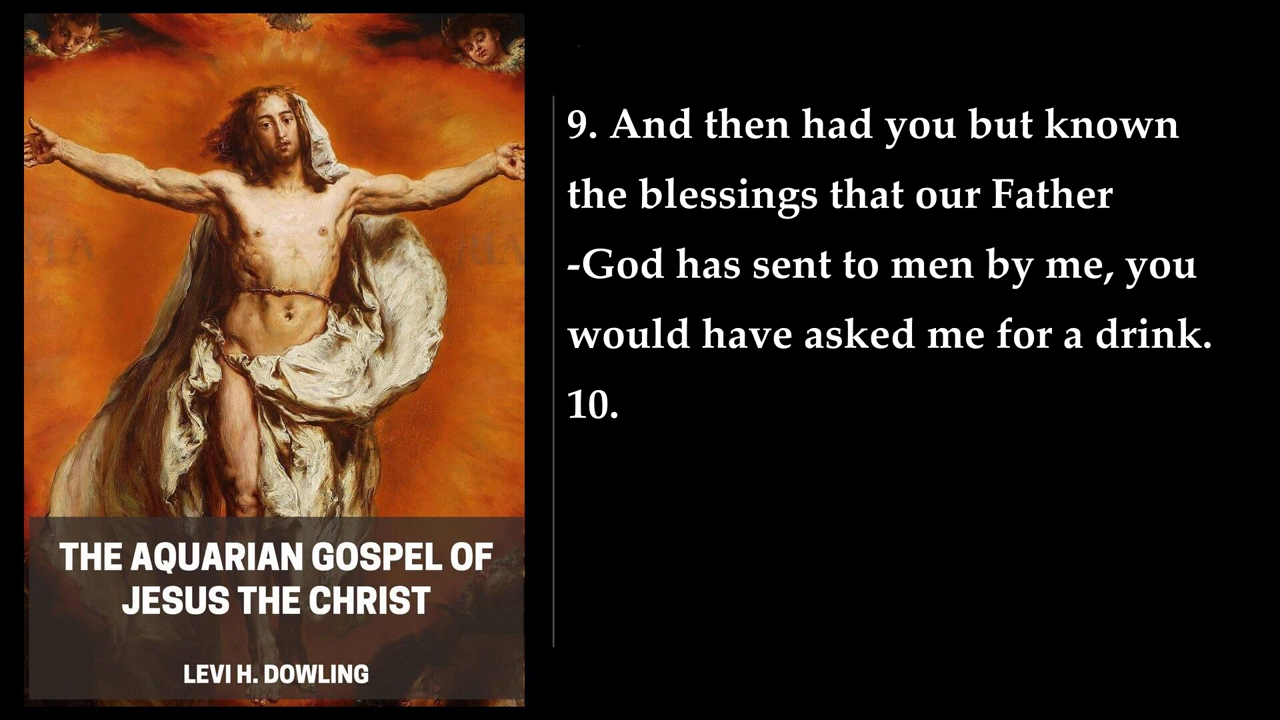 THE AQUARIAN GOSPEL OF
JESUS THE CHRIST
LEVI H. DOWLING
9. And then had you but known
the blessings that our Father
-God has sent to men by me, you
would have asked me for a drink.
10.